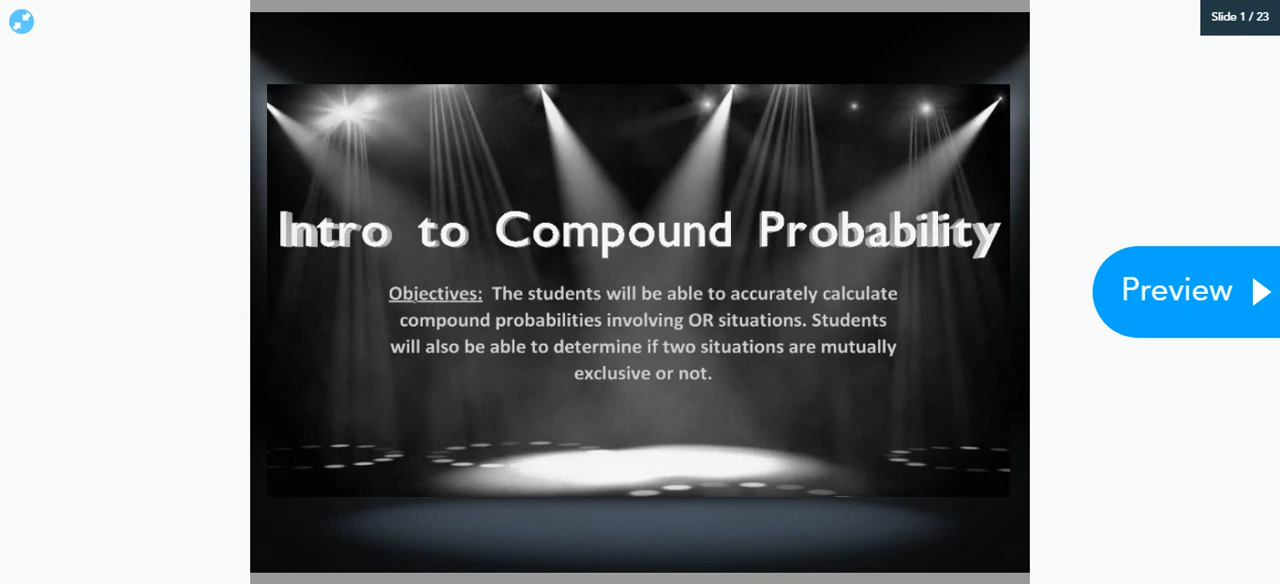 Slide 1 / 23
Intro to Compound Probability
Objectives: The students will be able to accurately calculate
compound probabilities involving OR situations. Students
will also be able to determine if two situations are mutually
exclusive or not.
Preview